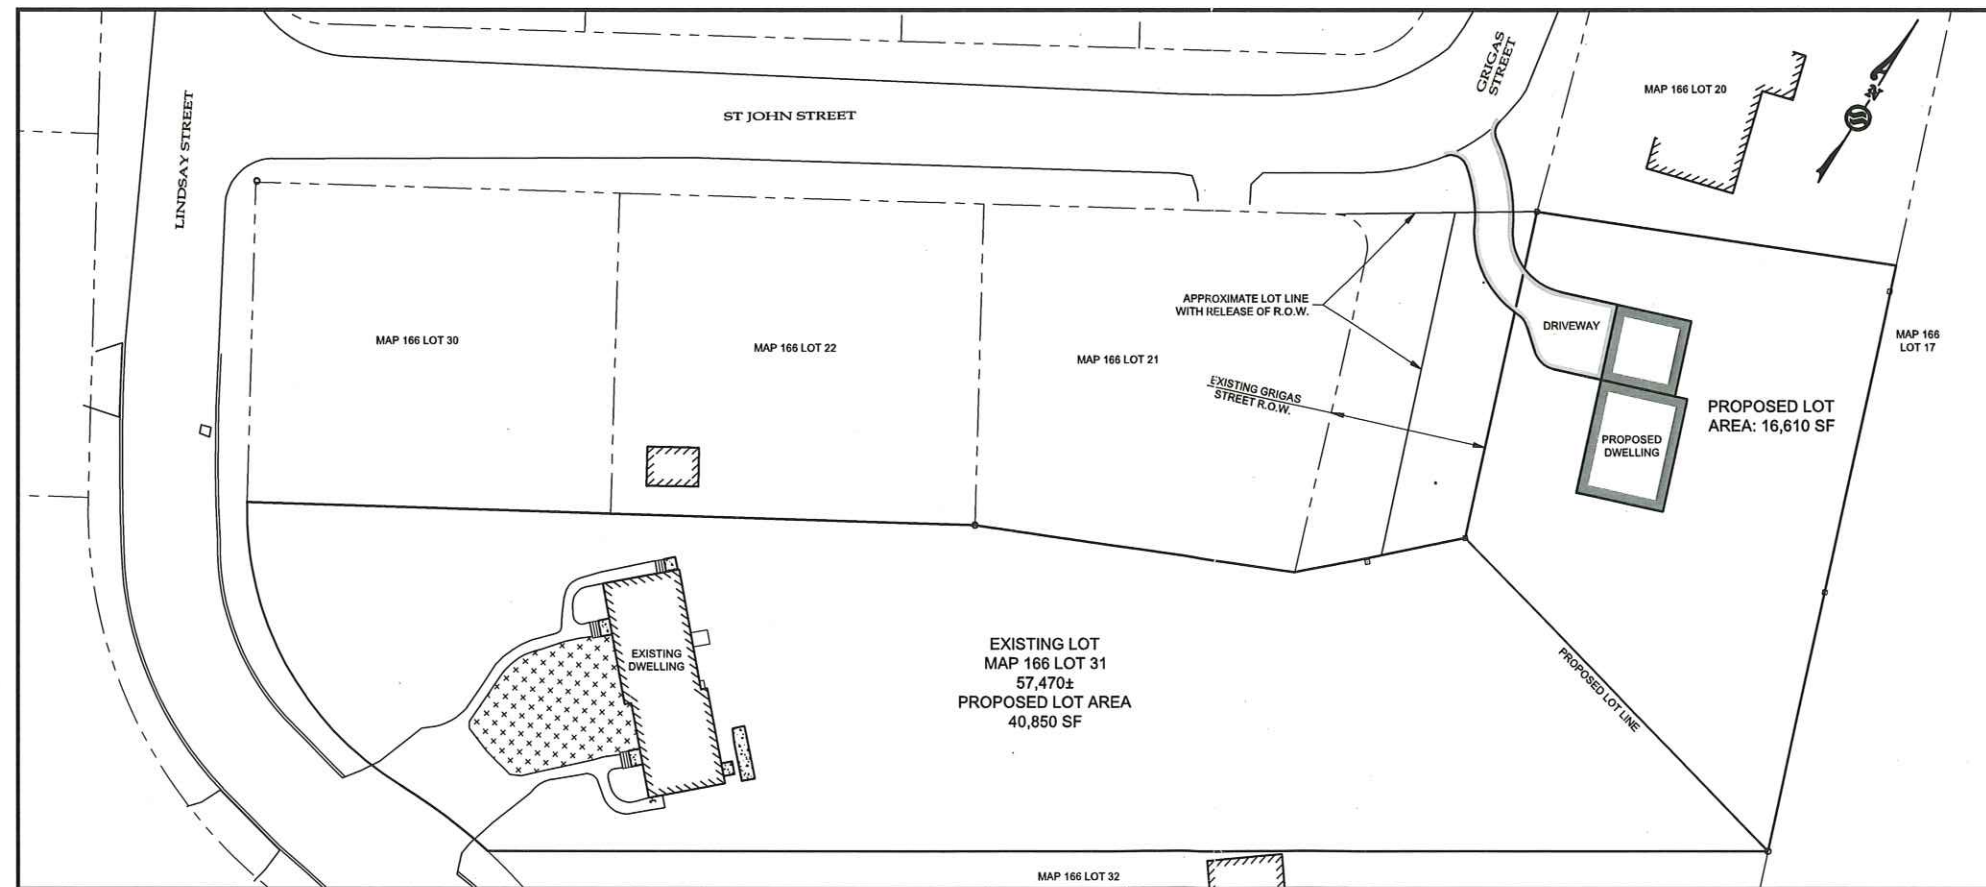 LINDSAY STREET
ST JOHN STREET
GRIGAS
STREET
MAP 166 LOT 20
N
MAP 166 LOT 30
MAP 166 LOT 22
MAP 166 LOT 21
APPROXIMATE LOT LINE
WITH RELEASE OF R.O.W.
EXISTING GRIGAS
STREET R.O.W.
DRIVEWAY
MAP 166
LOT 17
PROPOSED LOT
AREA: 16,610 SF
PROPOSED
DWELLING
EXISTING
DWELLING
EXISTING LOT
MAP 166 LOT 31
57,470±
PROPOSED LOT AREA
40,850 SF
PROPOSED LOT LINE
MAP 166 LOT 32